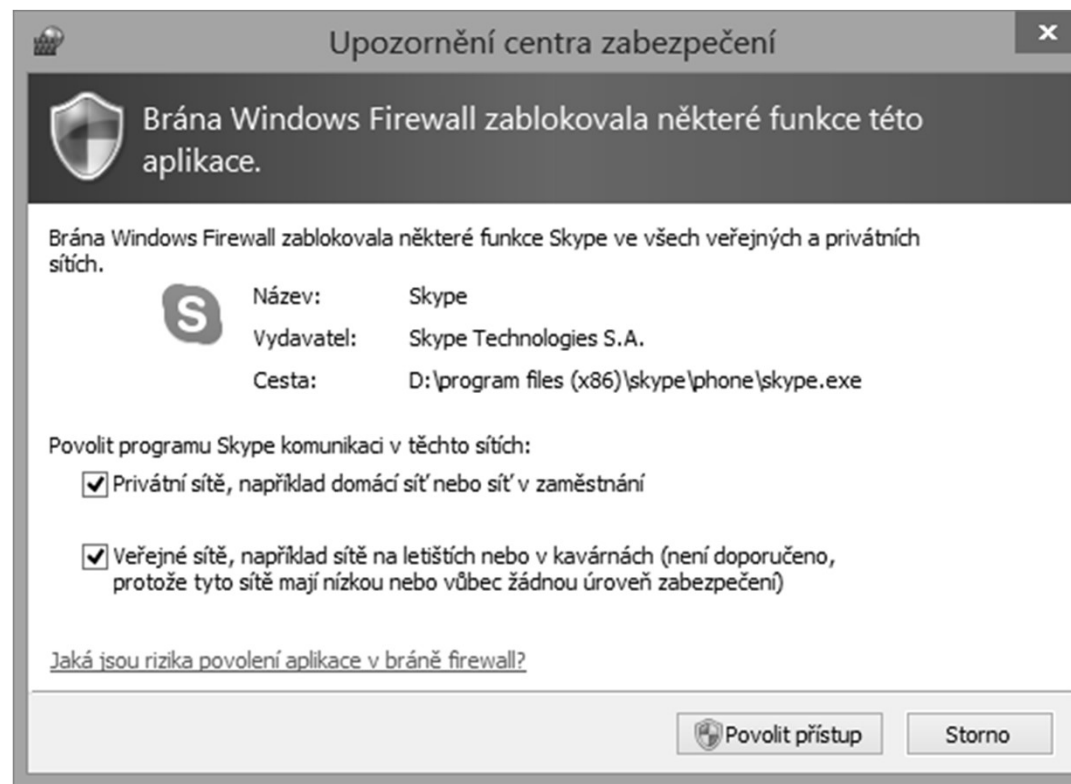 Upozornění centra zabezpečení
Brána Windows Firewall zablokovala některé funkce této
aplikace.
Brána Windows Firewall zablokovala některé funkce Skype ve všech veřejných a privátních
sítích.
Název: Skype
Vydavatel: Skype Technologies S.A.
Cesta: D:\program files (x86)\skype\phone\skype.exe
Povolit programu Skype komunikaci v těchto sítích:
Privátní sítě, například domácí síť nebo síť v zaměstnání
Veřejné sítě, například sítě na letištích nebo v kavárnách (není doporučeno,
protože tyto sítě mají nízkou nebo vůbec žádnou úroveň zabezpečení)
Jaká jsou rizika povolení aplikace v bráně firewall?
Povolit přístup Storno